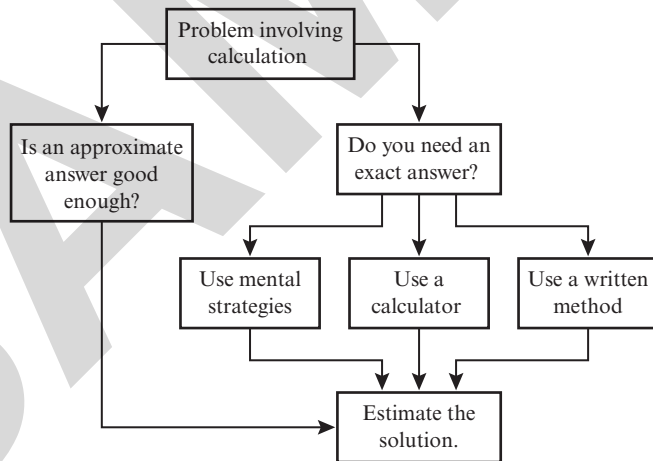 Problem involving
calculation
Is an approximate
answer good
enough?
Do you need an
exact answer?
Use mental
strategies
Use a
calculator
Use a written
method
Estimate the
solution.